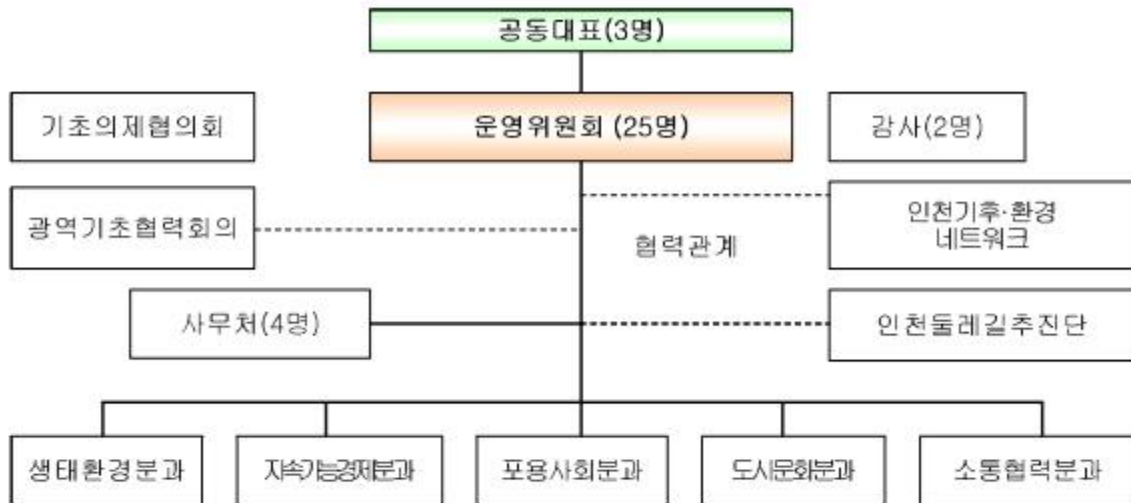 공동대표(3명)
기초의제협의회
운영위원회 (25명)
감사(2명)
광역기초협력회의
협력관계
인천기후·환경
네트워크
사무처(4명)
인천둘레길추진단
생태환경분과
지속가능경제분과
포용사회분과
도시문화분과
소통협력분과